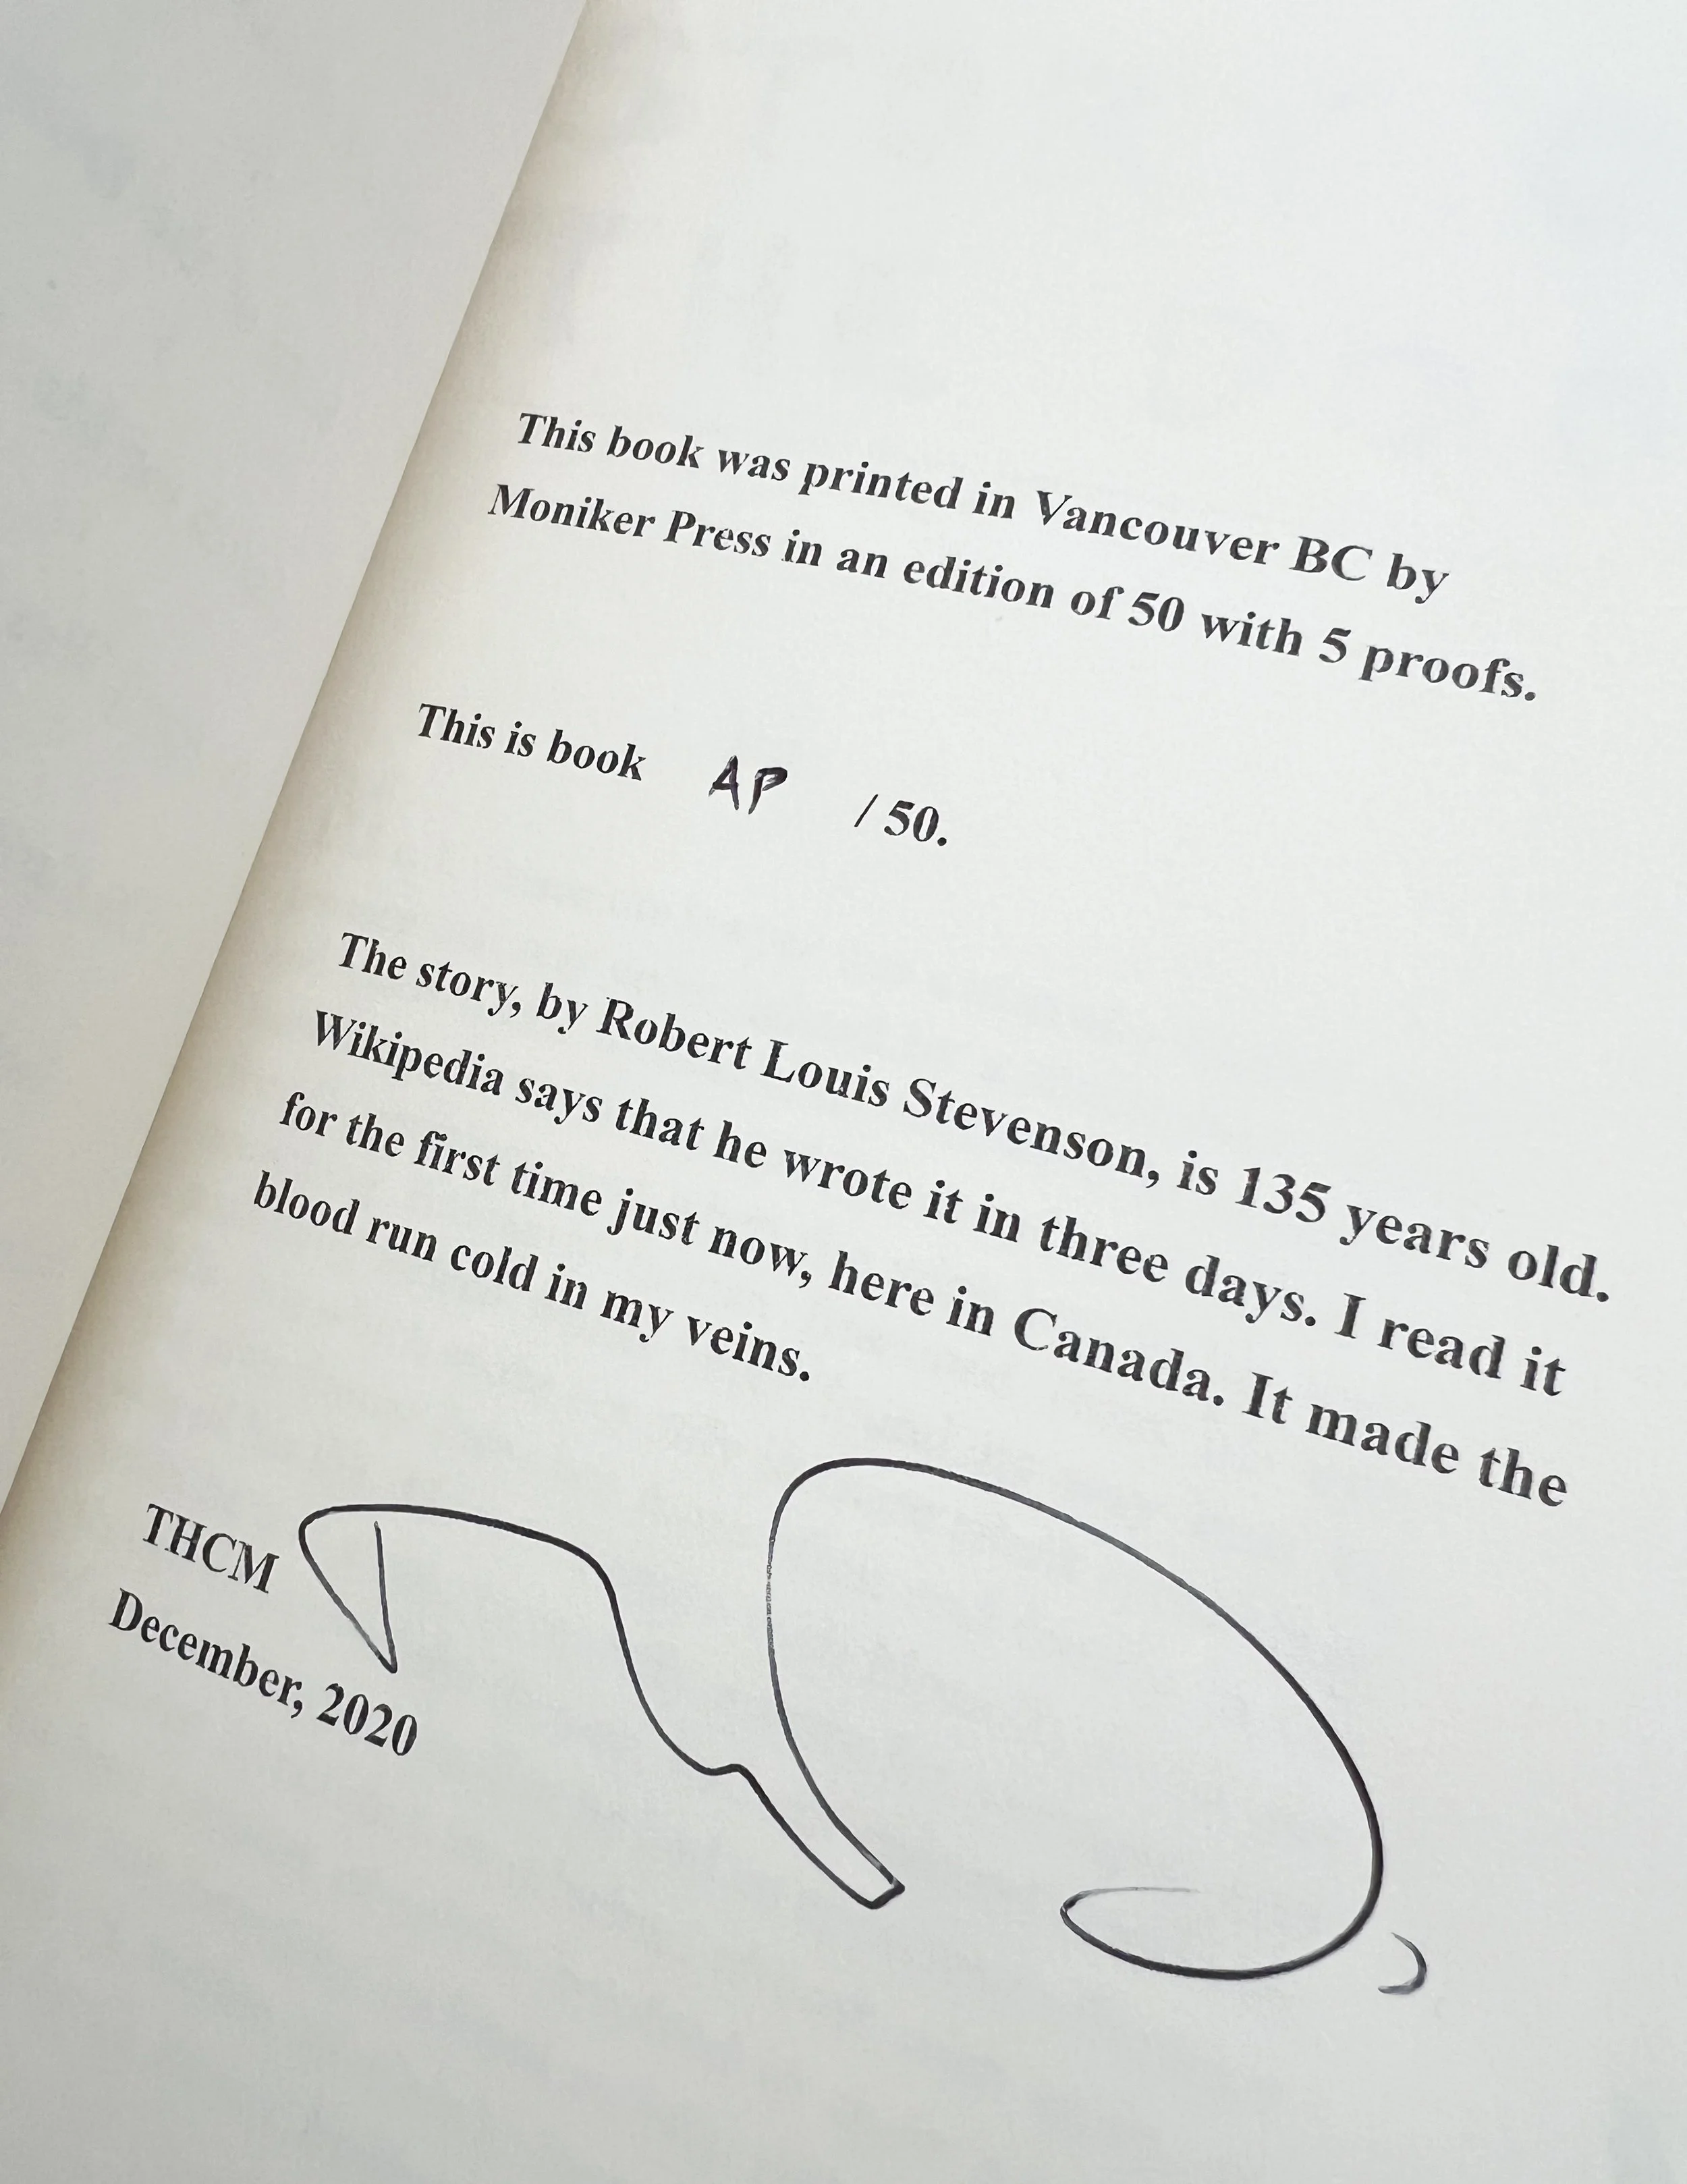 This book was printed in Vancouver BC by
Moniker Press in an edition of 50 with 5 proofs.
This is book AP / 50.
The story, by Robert Louis Stevenson, is 135 years old.
Wikipedia says that he wrote it in three days. I read it
for the first time just now, here in Canada. It made the
blood run cold in my veins.
THCM
December, 2020